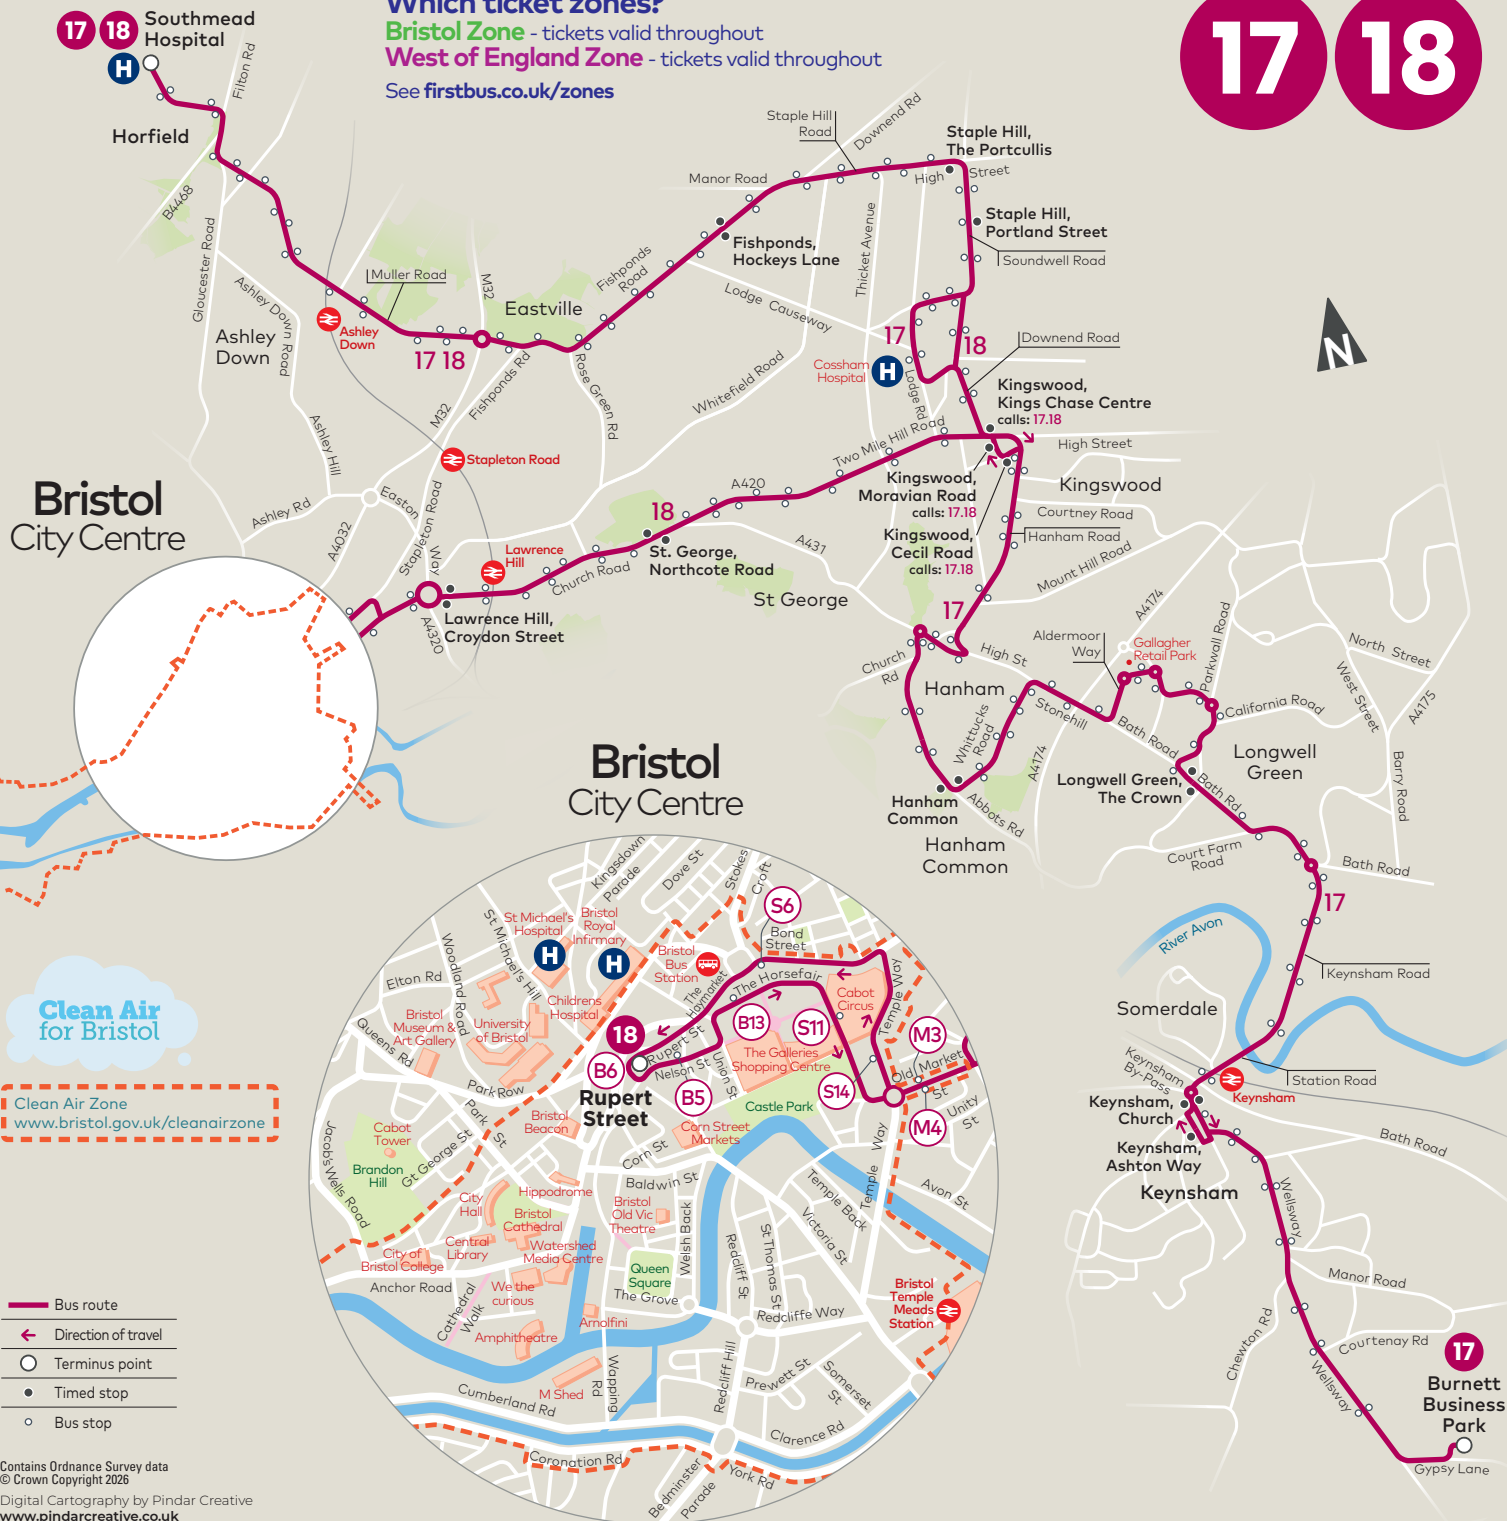 17 18
Southmead
Hospital
H
Which ticket zones?
Bristol Zone - tickets valid throughout
West of England Zone - tickets valid throughout
See firstbus.co.uk/zones
17 18
Filton Rd
Horfield
B4468
Gloucester Road
Muller Road
Ashley Down Road
Ashley
Down
Ashley
Down
17 18
M32
Eastville
Fishponds
Road
Fishponds,
Hockeys Lane
Manor Road
Staple Hill
Road
Downend Rd
Staple Hill,
The Portcullis
High Street
Staple Hill,
Portland Street
Soundwell Road
Thicket Avenue
Lodge Causeway
17
18
Downend Road
Cossham
Hospital
H
Lodge Rd
Kingswood,
Kings Chase Centre
calls: 17.18
High Street
Whitefield Road
Rose Green Rd
Fishponds Rd
M32
Stapleton Road
Two Mile Hill Road
A420
18
Kingswood,
Moravian Road
calls: 17.18
Kingswood
Courtney Road
Hanham Road
Kingswood,
Cecil Road
calls: 17.18
Mount Hill Road
Ashley Hill
Ashley Rd
Easton
Way
A4032
Stapleton Road
Lawrence
Hill
Church Road
St. George,
Northcote Road
A431
St George
Lawrence Hill,
Croydon Street
A4320
Bristol
City Centre
17
High St
Church
Rd
Hanham
Whittucks
Road
Stonehill
Aldermoor
Way
A4174
Gallagher
Retail Park
Parkwall Road
North Street
West Street
A4175
California Road
Bath Road
A4174
Longwell
Green
Longwell Green,
The Crown
Bath Rd
Barry Road
Hanham
Common
Abbots Rd
Hanham
Common
Court Farm
Road
Bath Road
17
River Avon
Keynsham Road
Somerdale
Keynsham
By-Pass
Station Road
Keynsham
Keynsham,
Church
Keynsham,
Ashton Way
Keynsham
Bath Road
Wellsway
Manor Road
Chewton Rd
Courtenay Rd
Wellsway
17
Burnett
Business
Park
Gypsy Lane
Bristol
City Centre
Kingsdown
Parade
Dove St
Stokes
Croft
S6
Bond
Street
St Michael's
Hospital
H
Bristol
Royal
Infirmary
H
St Michael's Hill
Bristol
Bus
Station
The
Haymarket
The Horsefair
Cabot
Circus
Temple Way
Woodland Road
Elton Rd
Childrens
Hospital
Bristol
Museum &
Art Gallery
University
of Bristol
Queens Rd
18
B6
Rupert St
Rupert
Street
Nelson St
Union St
B5
B13
S11
The Galleries
Shopping Centre
S14
M3
Old Market
St
M4
Unity
St
Park Row
Park St
Bristol
Beacon
Castle Park
Corn Street
Markets
Corn St
Baldwin St
Cabot
Tower
Brandon
Hill
Jacobs Wells Road
Gt George St
Hippodrome
City
Hall
Bristol
Cathedral
Bristol
Old Vic
Theatre
Welsh Back
Temple Back
Temple Way
Avon St
Victoria St
St Thomas St
Redcliff St
City of
Bristol College
Central
Library
Watershed
Media Centre
Queen
Square
The Grove
Anchor Road
Cathedral
Walk
We the
curious
Arnolfini
Amphitheatre
Redcliffe Way
Bristol
Temple
Meads
Station
M Shed
Wapping
Rd
Redcliff Hill
Prewett St
Somerset
St
Cumberland Rd
Clarence Rd
Coronation Rd
York Rd
Bedminster
Parade
Clean Air
for Bristol
Clean Air Zone
www.bristol.gov.uk/cleanairzone
Bus route
Direction of travel
Terminus point
Timed stop
Bus stop
Contains Ordnance Survey data
© Crown Copyright 2026
Digital Cartography by Pindar Creative
www.pindarcreative.co.uk
N